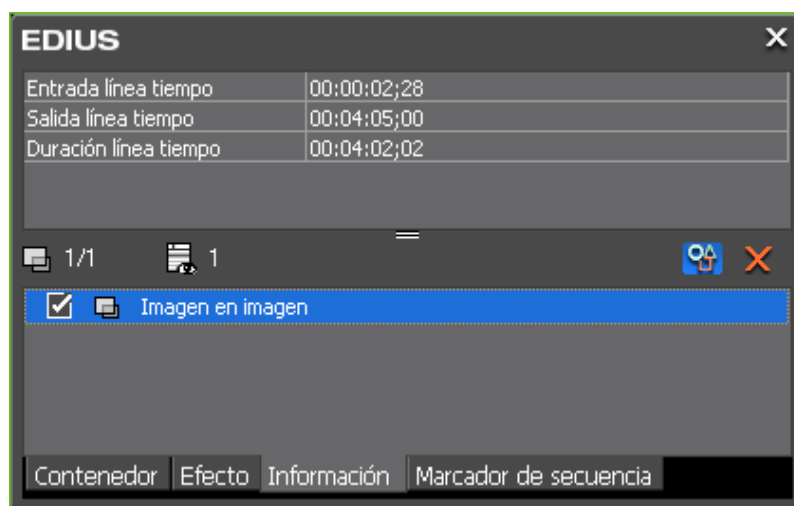 EDIUS
Entrada línea tiempo 00:00:02;28
Salida línea tiempo 00:04:05;00
Duración línea tiempo 00:04:02;02
1/1 1
Imagen en imagen
Contenedor Efecto Información Marcador de secuencia